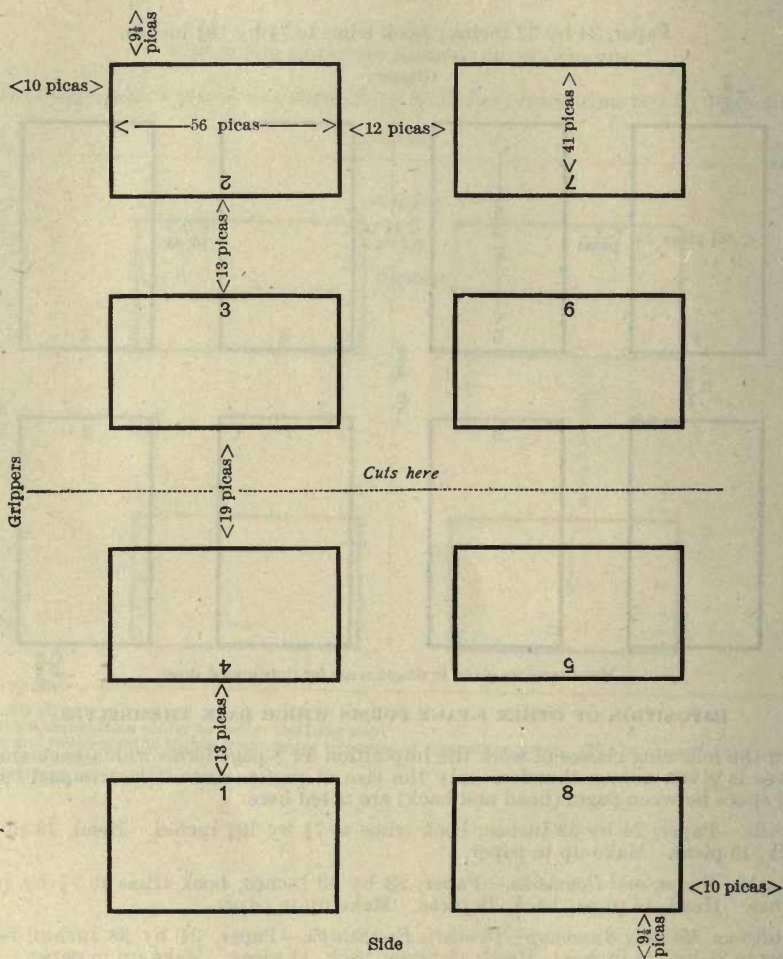 <9½>
picas
<10 picas>
<—56 picas—>
<12 picas>
< 41 picas >
2
7
<13 picas>
3
6
Grippers
<19 picas>
Cuts here
4
5
<13 picas>
1
8
<10 picas>
<9½>
picas
Side